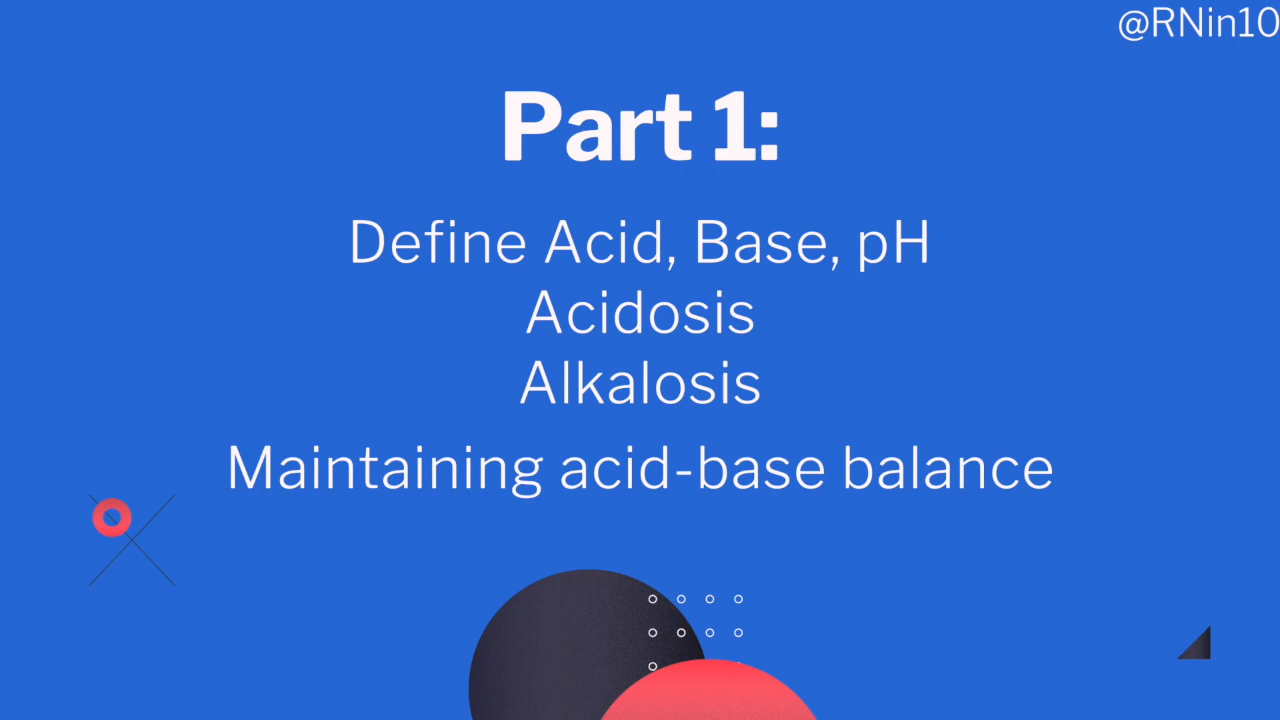 @RNin10
Part 1:
Define Acid, Base, pH
Acidosis
Alkalosis
Maintaining acid-base balance